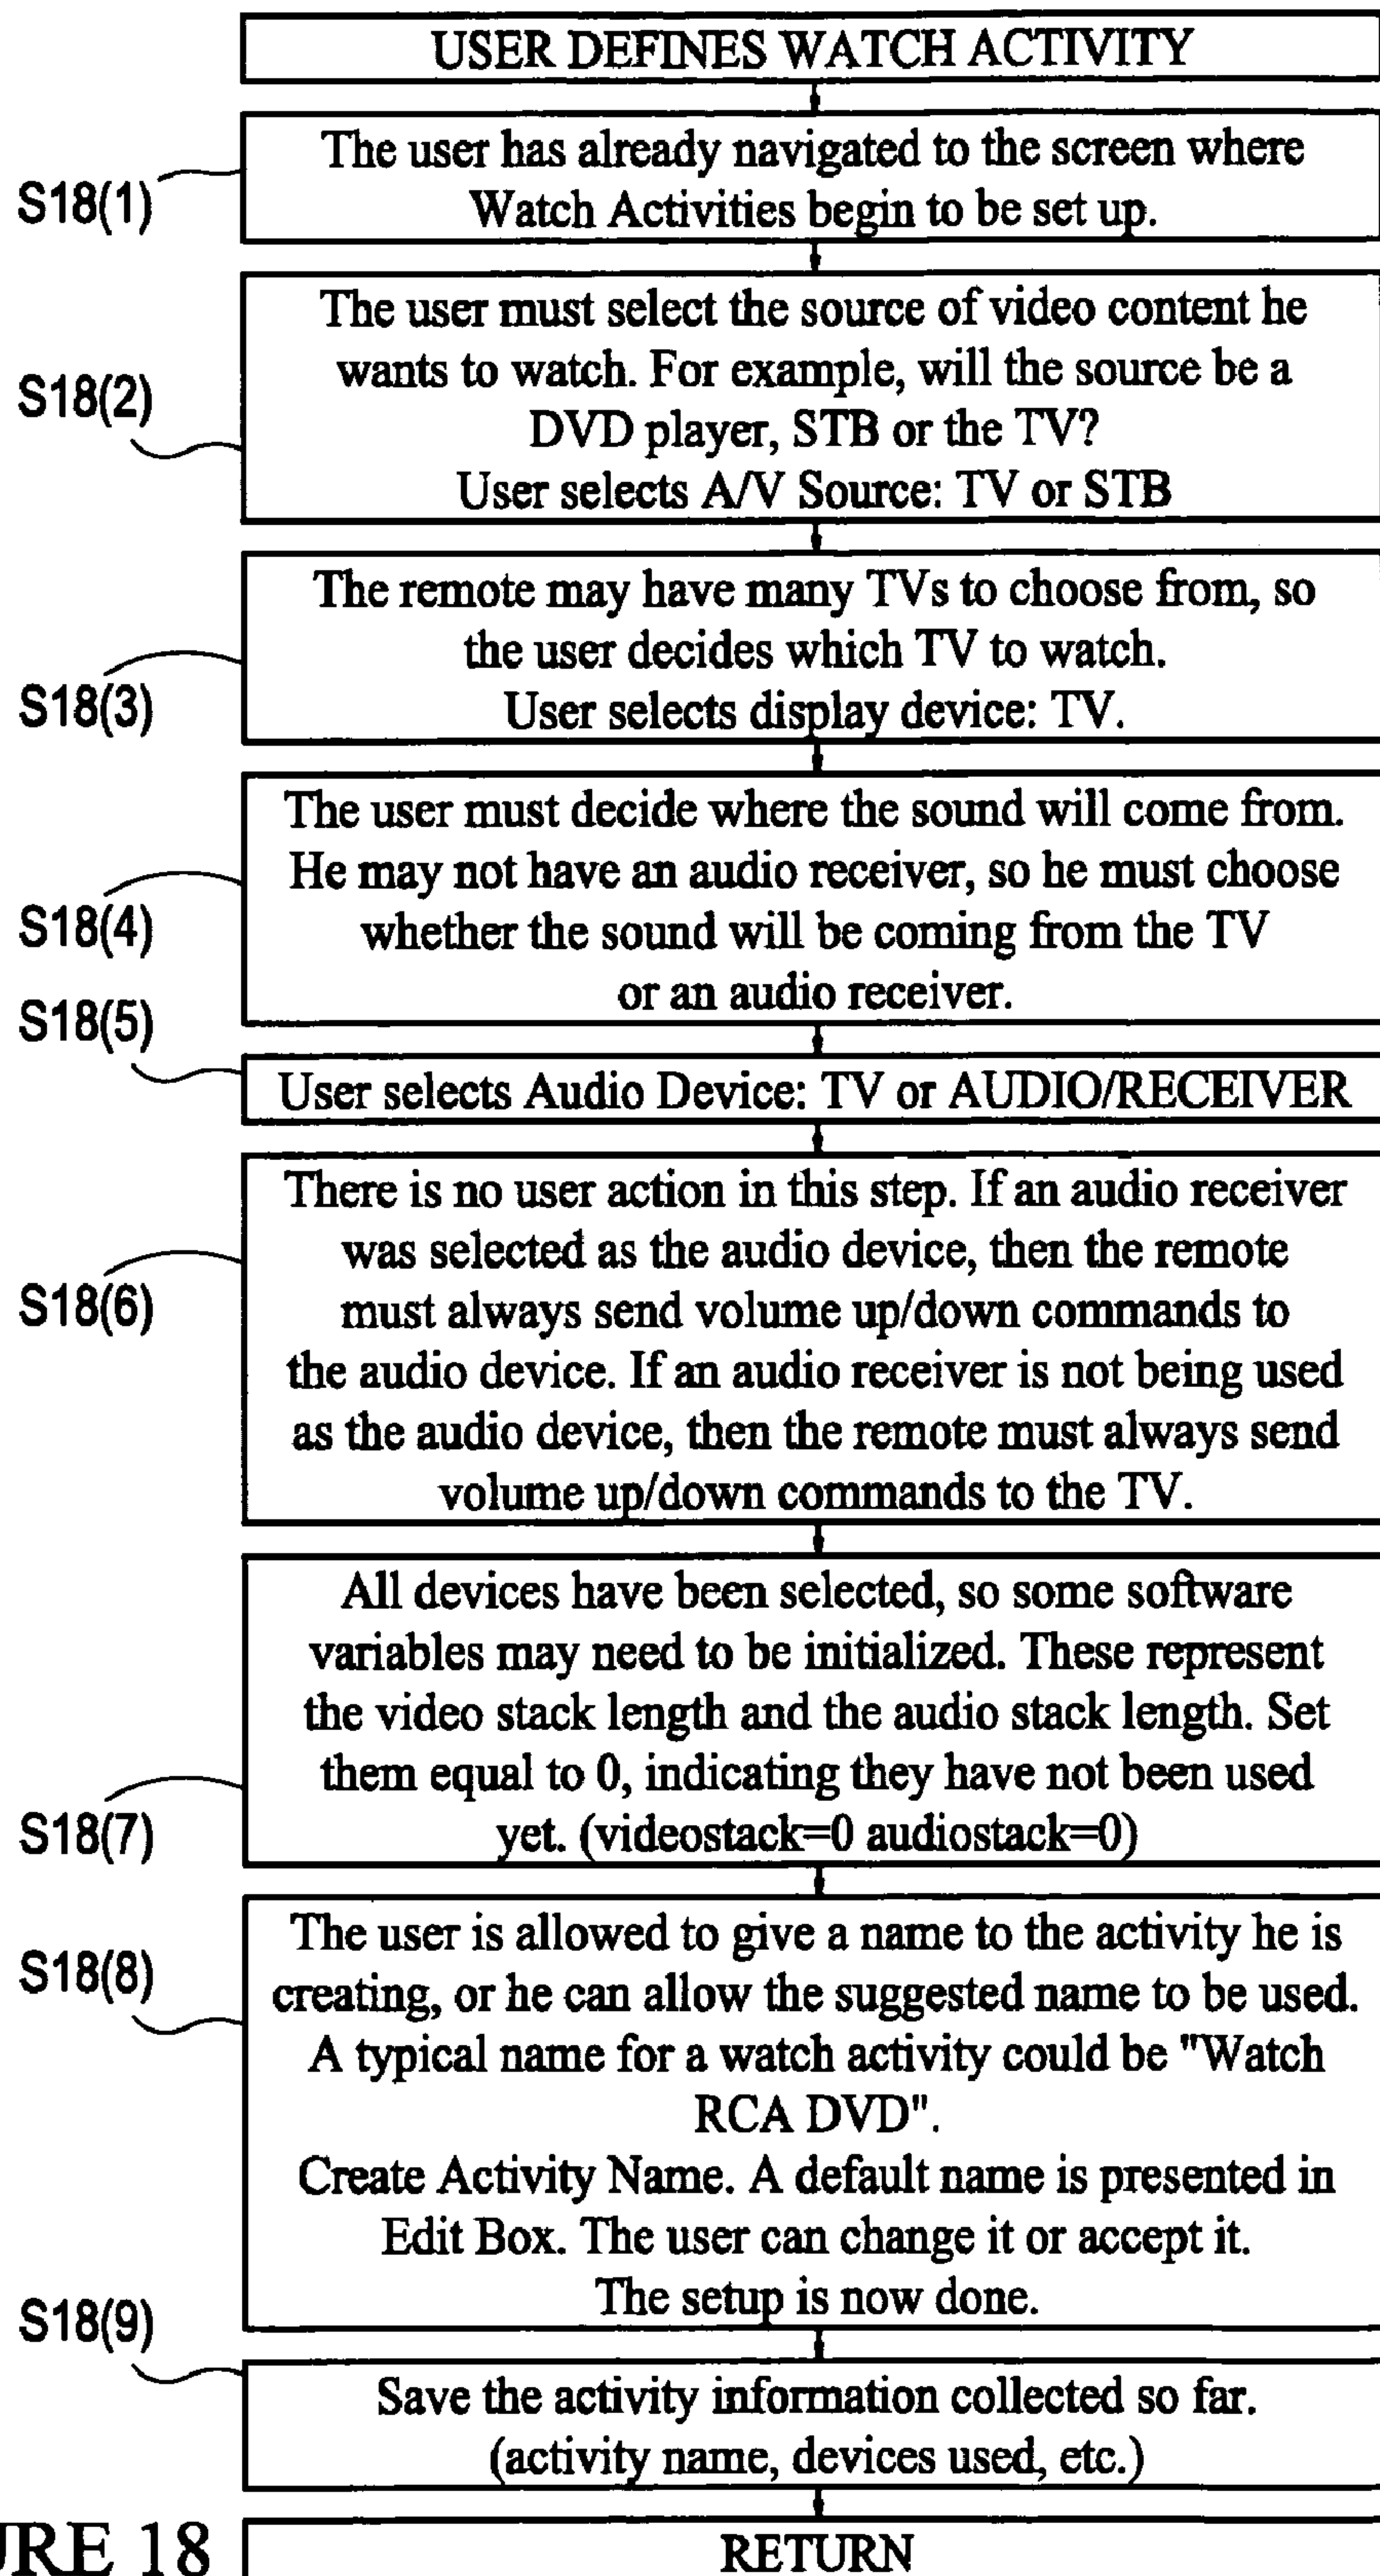 USER DEFINES WATCH ACTIVITY
S18(1)
The user has already navigated to the screen where
Watch Activities begin to be set up.
S18(2)
The user must select the source of video content he
wants to watch. For example, will the source be a
DVD player, STB or the TV?
User selects A/V Source: TV or STB
S18(3)
The remote may have many TVs to choose from, so
the user decides which TV to watch.
User selects display device: TV.
S18(4)
The user must decide where the sound will come from.
He may not have an audio receiver, so he must choose
whether the sound will be coming from the TV
or an audio receiver.
S18(5)
User selects Audio Device: TV or AUDIO/RECEIVER
S18(6)
There is no user action in this step. If an audio receiver
was selected as the audio device, then the remote
must always send volume up/down commands to
the audio device. If an audio receiver is not being used
as the audio device, then the remote must always send
volume up/down commands to the TV.
S18(7)
All devices have been selected, so some software
variables may need to be initialized. These represent
the video stack length and the audio stack length. Set
them equal to 0, indicating they have not been used
yet. (videostack=0 audiostack=0)
S18(8)
The user is allowed to give a name to the activity he is
creating, or he can allow the suggested name to be used.
A typical name for a watch activity could be "Watch
RCA DVD".
Create Activity Name. A default name is presented in
Edit Box. The user can change it or accept it.
The setup is now done.
S18(9)
Save the activity information collected so far.
(activity name, devices used, etc.)
RETURN
URE 18